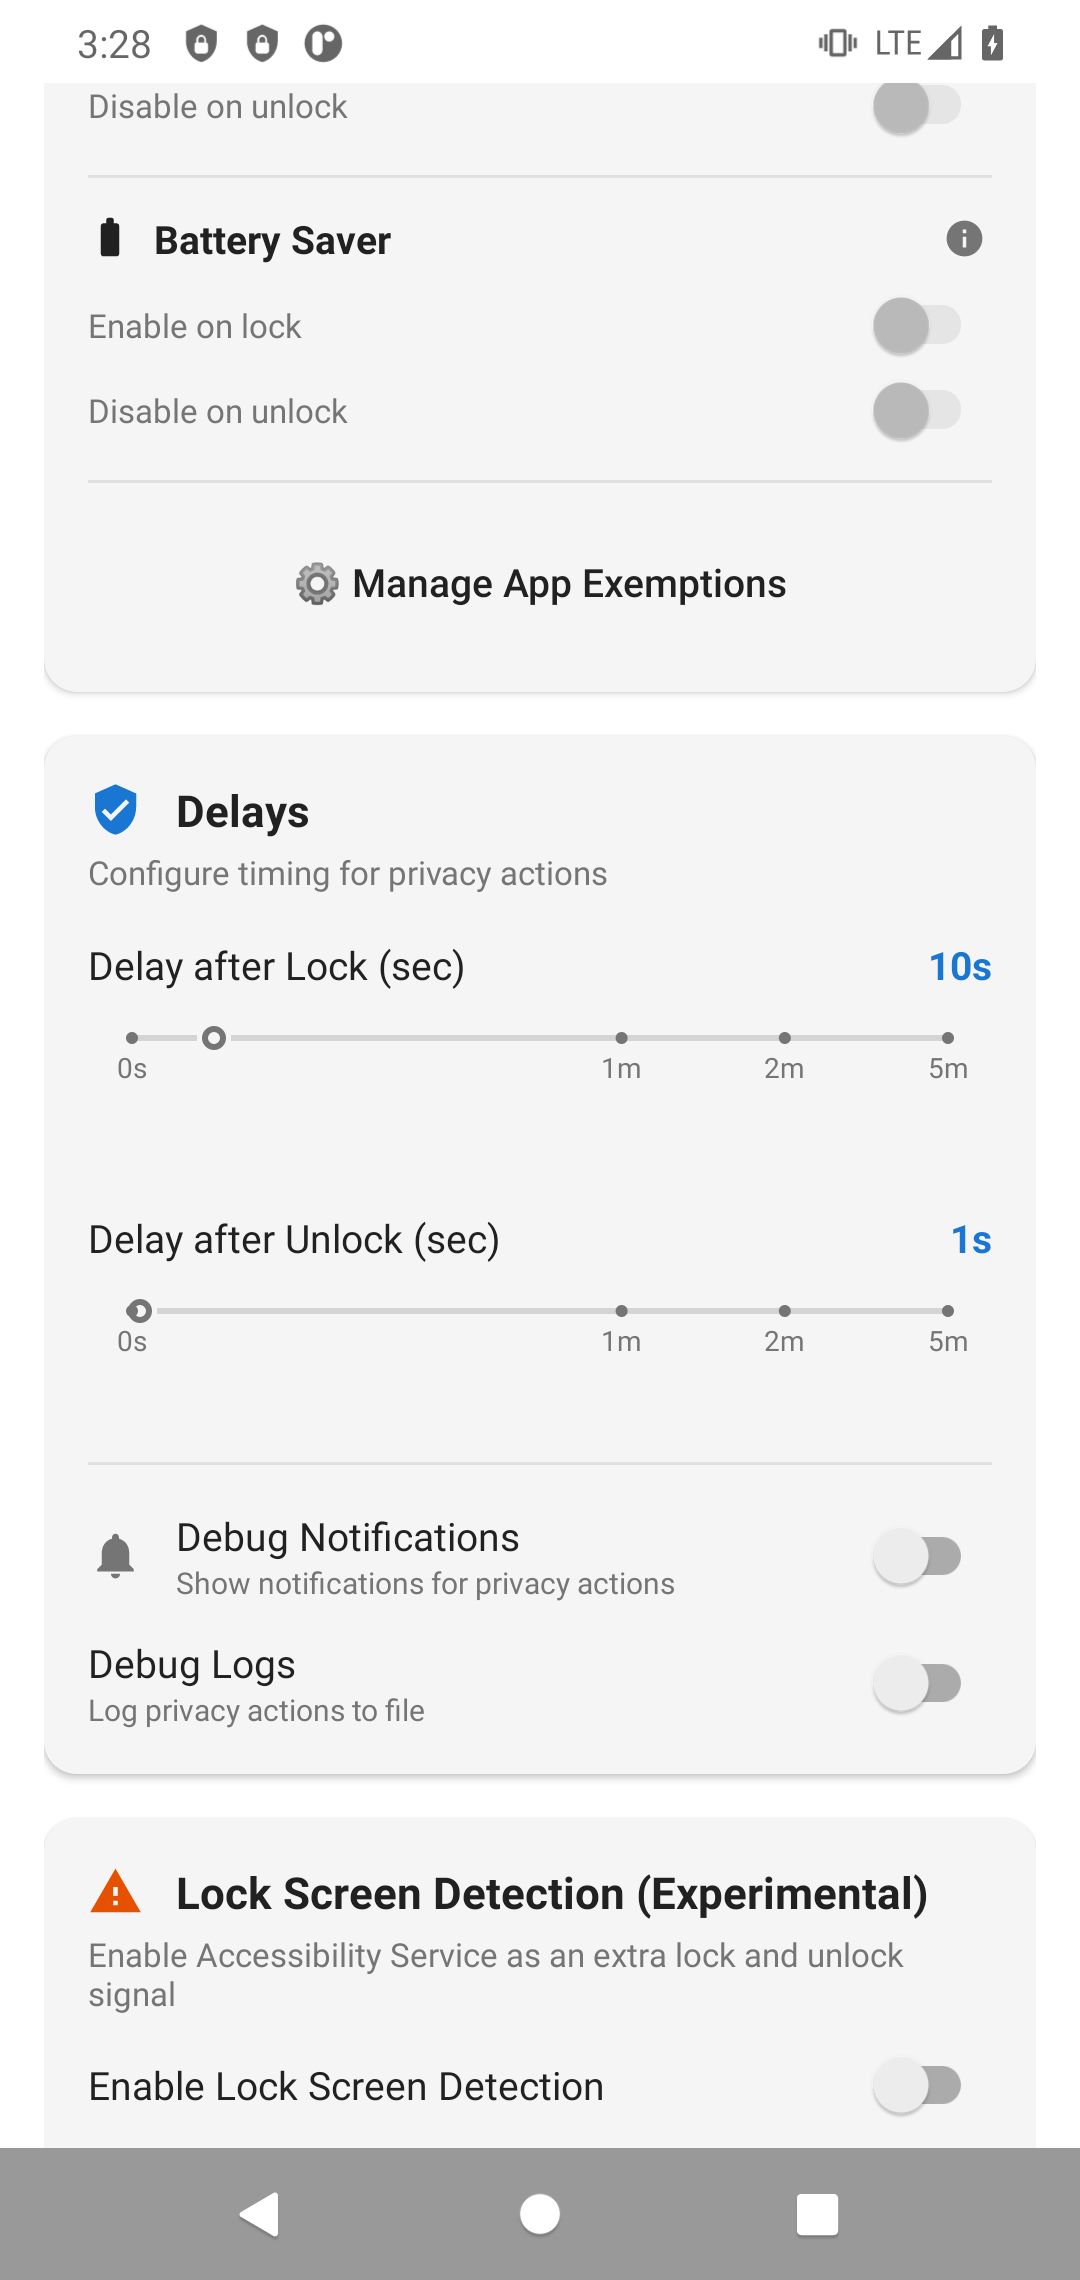 3:28
LTE
Disable on unlock
Battery Saver
Enable on lock
Disable on unlock
Manage App Exemptions
Delays
Configure timing for privacy actions
Delay after Lock (sec) 10s
0s 1m 2m 5m
Delay after Unlock (sec) 1s
0s 1m 2m 5m
Debug Notifications
Show notifications for privacy actions
Debug Logs
Log privacy actions to file
Lock Screen Detection (Experimental)
Enable Accessibility Service as an extra lock and unlock
signal
Enable Lock Screen Detection